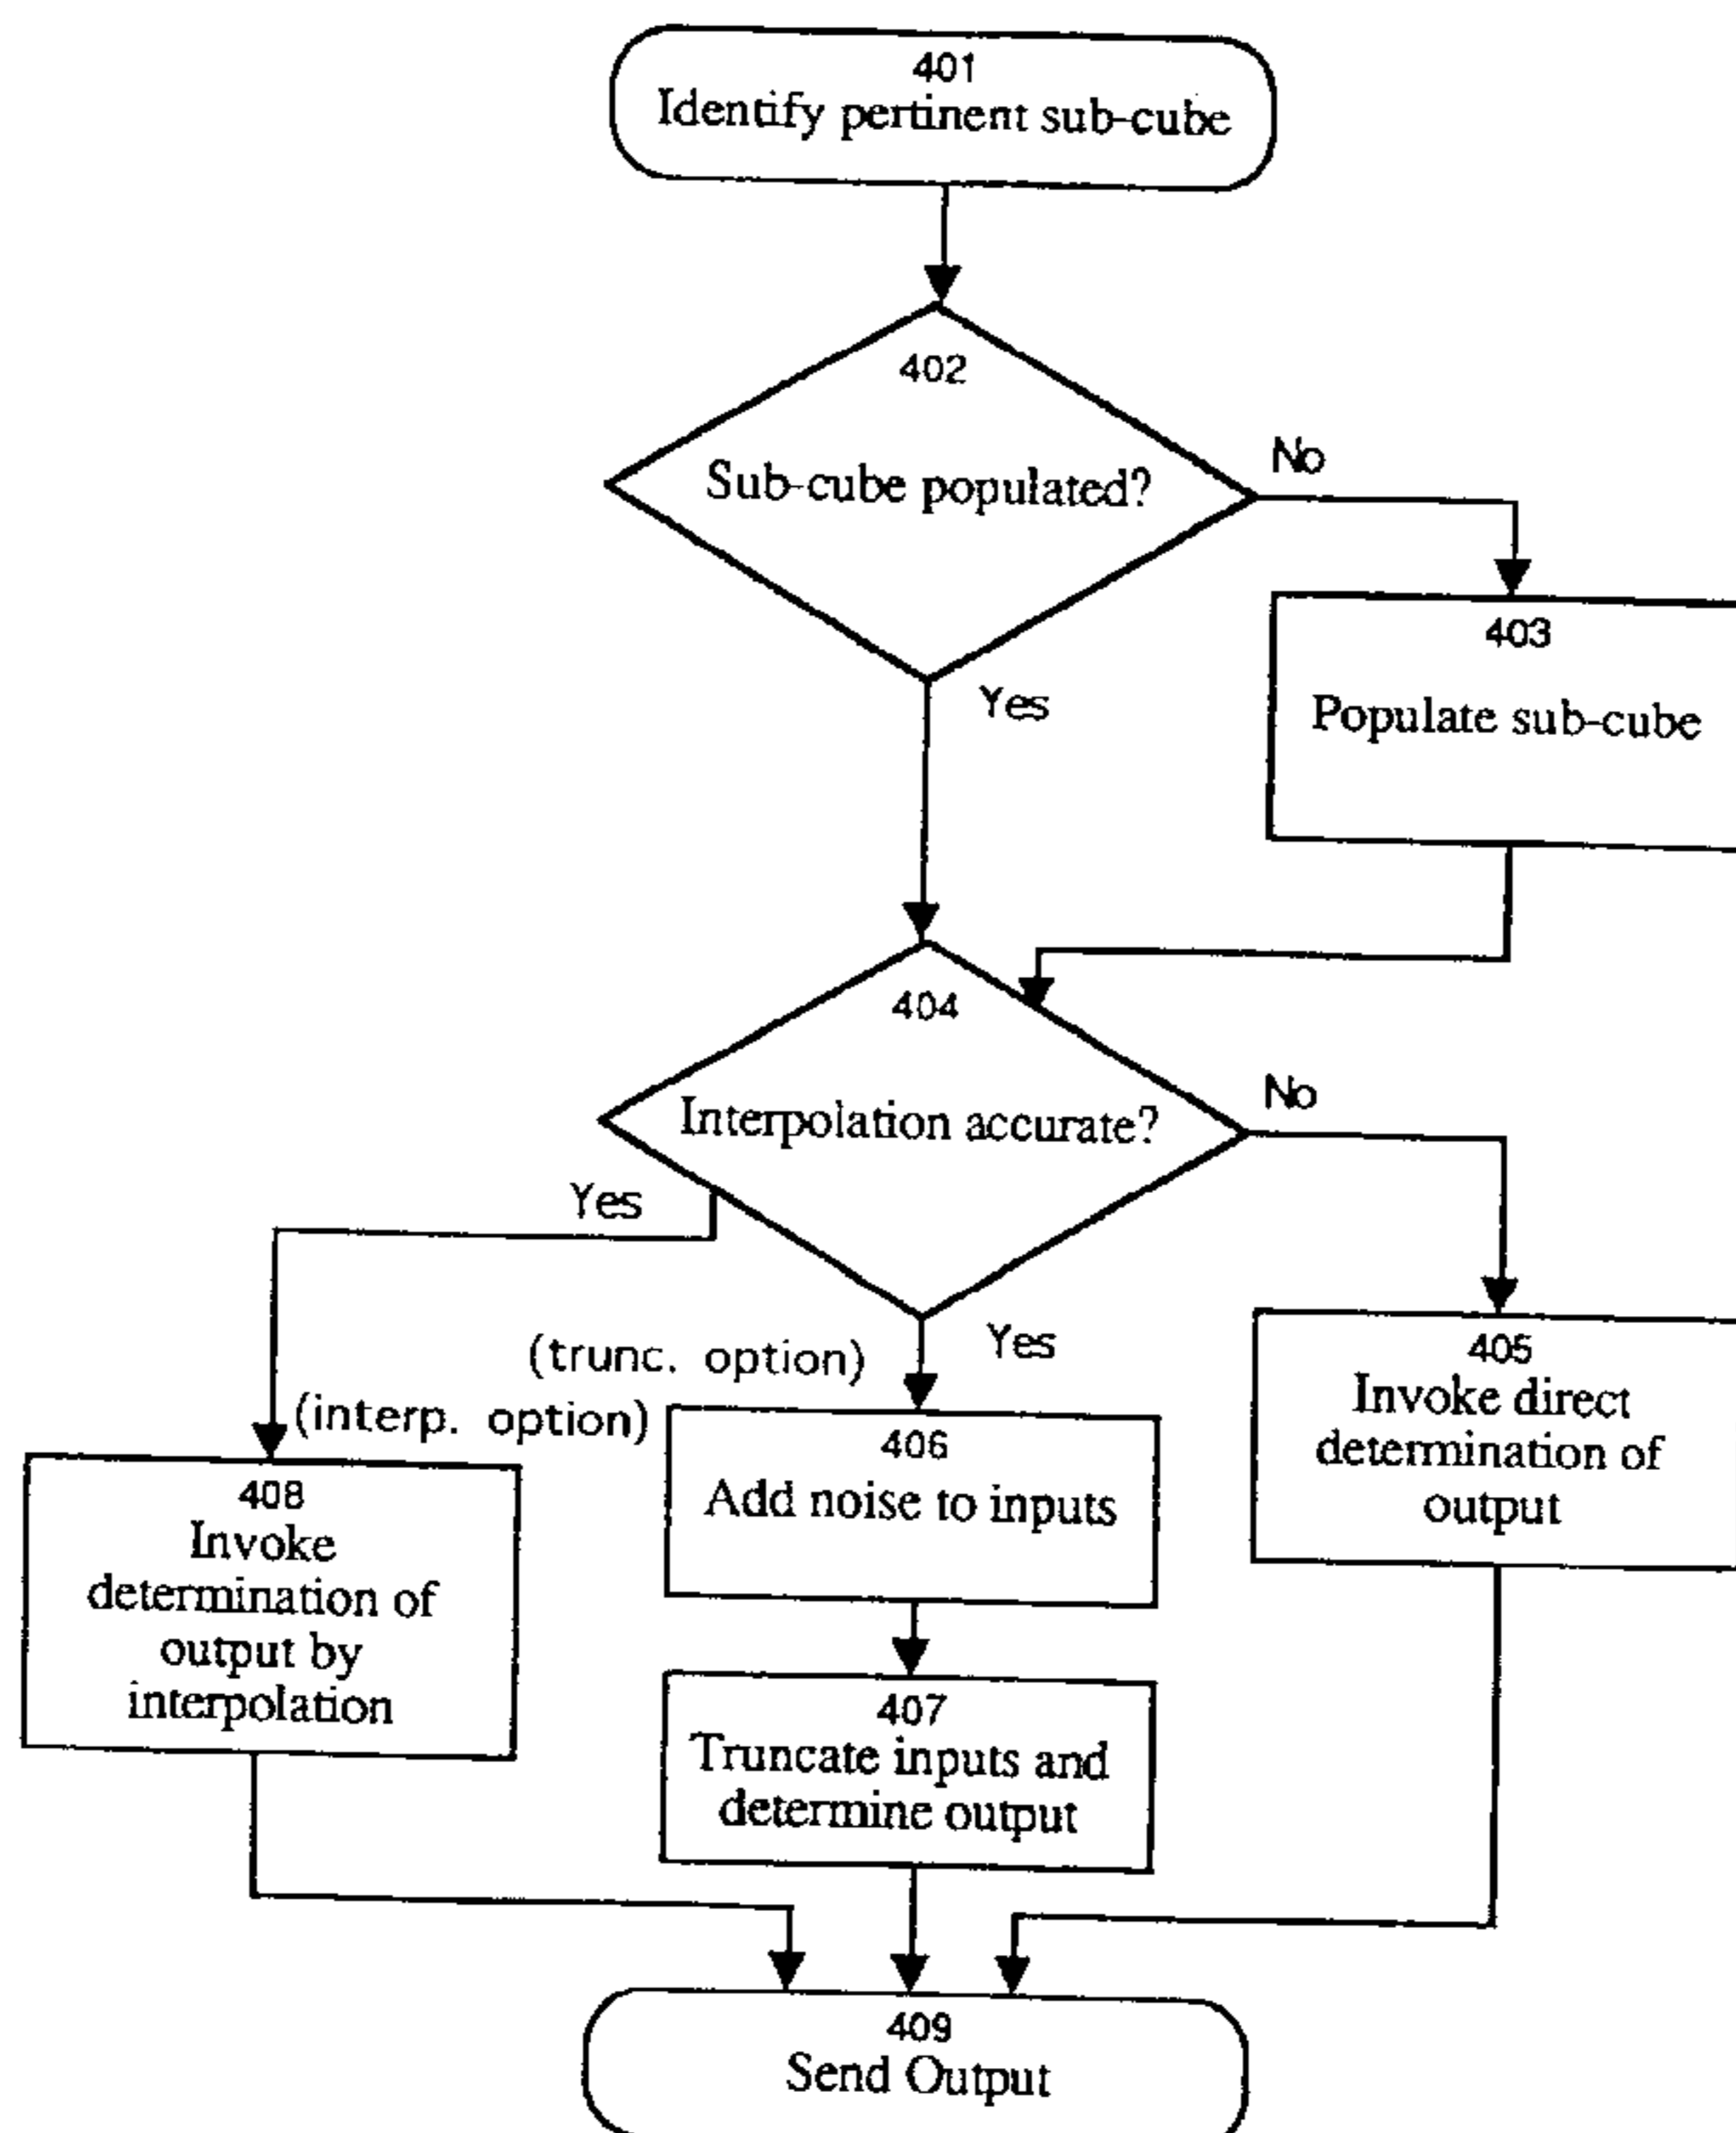 401
Identify pertinent sub-cube
402
Sub-cube populated?
No
403
Populate sub-cube
Yes
404
Interpolation accurate?
No
Yes
Yes
(trunc. option)
(interp. option)
405
Invoke direct
determination of
output
406
Add noise to inputs
408
Invoke
determination of
output by
interpolation
407
Truncate inputs and
determine output
409
Send Output